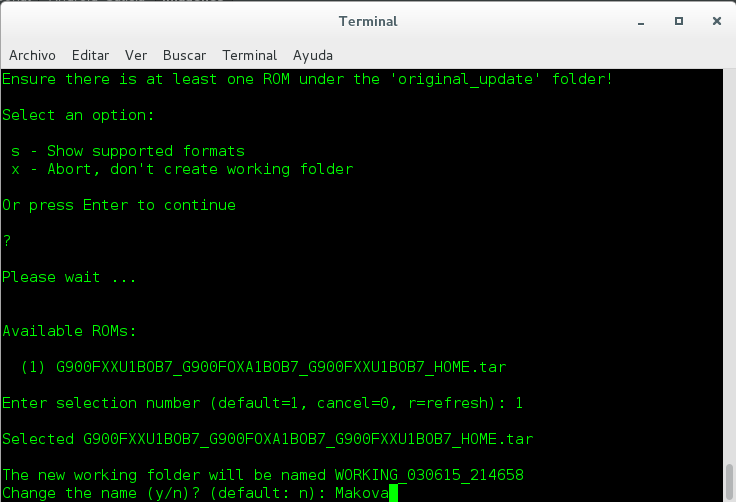 Terminal
Archivo Editar Ver Buscar Terminal Ayuda
Ensure there is at least one ROM under the 'original_update' folder!
Select an option:
s - Show supported formats
x - Abort, don't create working folder
Or press Enter to continue
?
Please wait ...
Available ROMs:
(1) G900FXXU1BOB7_G900FOXA1BOB7_G900FXXU1BOB7_HOME.tar
Enter selection number (default=1, cancel=0, r=refresh): 1
Selected G900FXXU1BOB7_G900FOXA1BOB7_G900FXXU1BOB7_HOME.tar
The new working folder will be named WORKING_030615_214658
Change the name (y/n)? (default: n): Makova